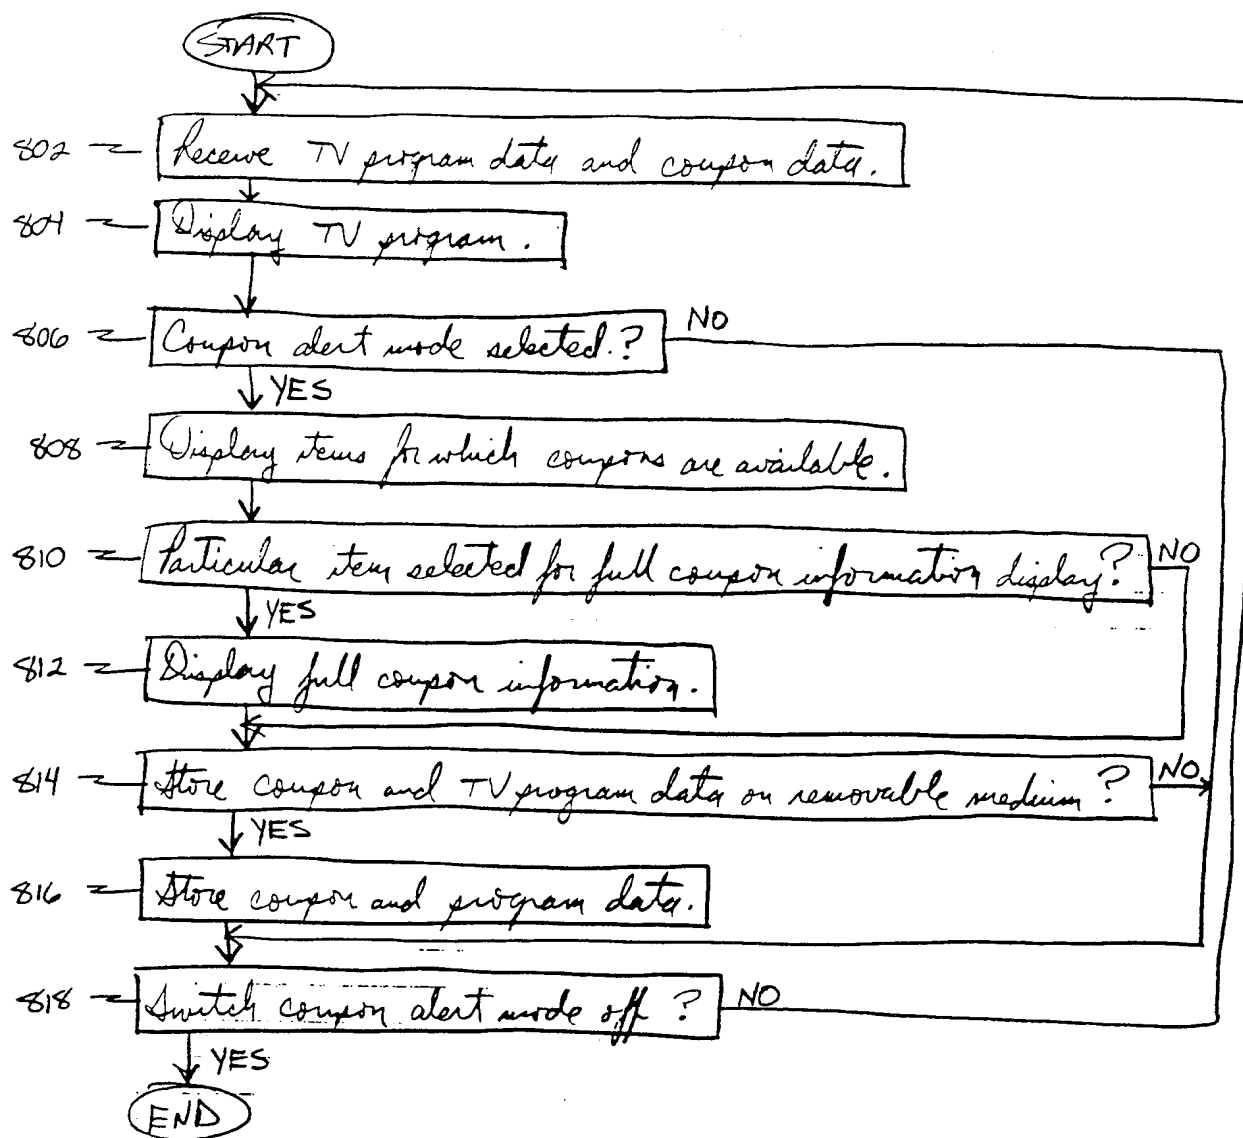 START
802 Receive TV program data and coupon data.
804 Display TV program.
806 Coupon alert mode selected.? NO
YES
808 Display items for which coupons are available.
810 Particular item selected for full coupon information display? NO
YES
812 Display full coupon information.
814 Store coupon and TV program data on removable medium? NO
YES
816 Store coupon and program data.
818 Switch coupon alert mode off? NO
YES
END